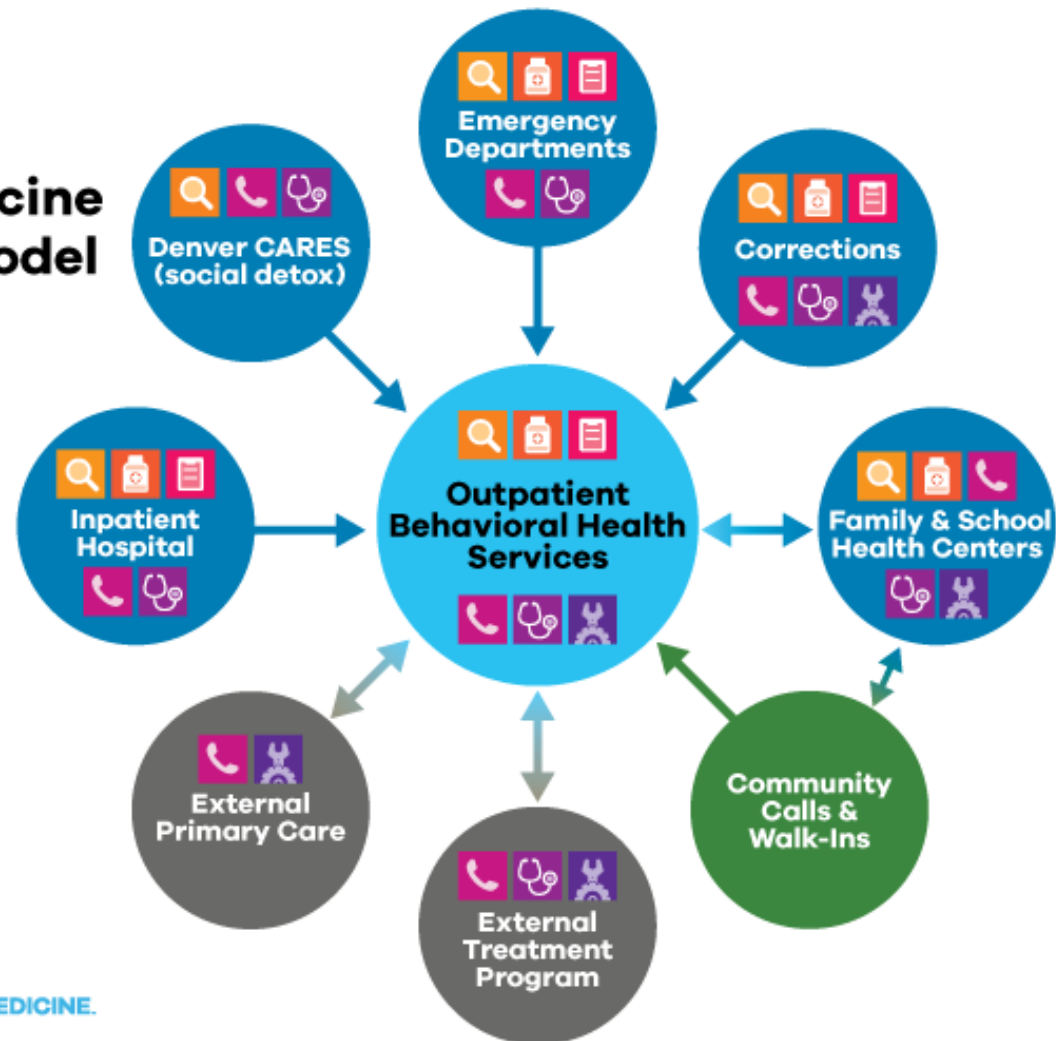 cine
odel
Emergency
Departments
Denver CARES
(social detox)
Corrections
Inpatient
Hospital
Outpatient
Behavioral Health
Services
Family & School
Health Centers
External
Primary Care
External
Treatment
Program
Community
Calls &
Walk-Ins
EDICINE.